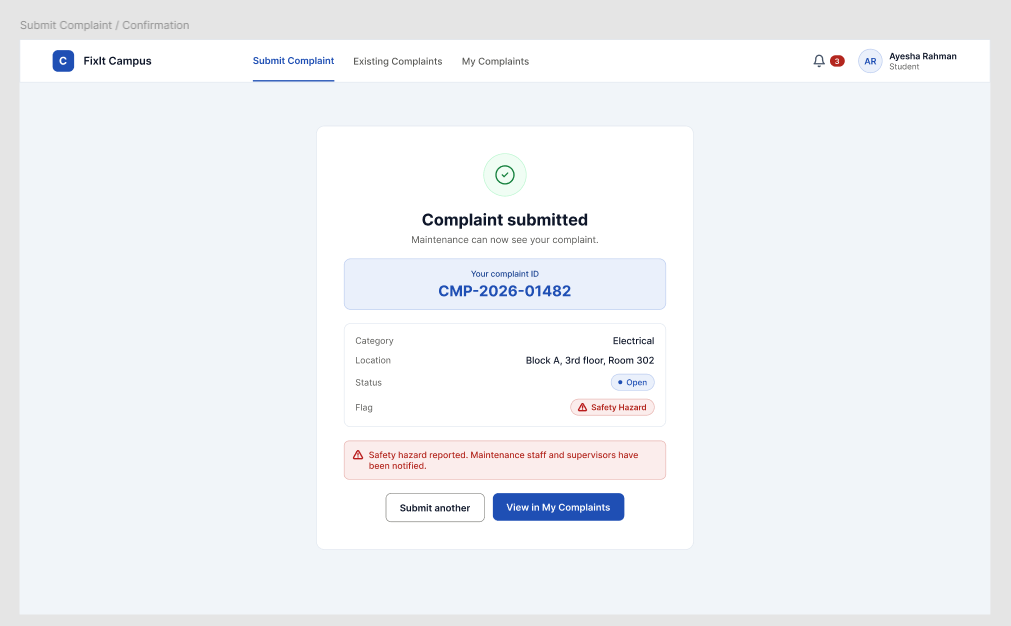 Submit Complaint / Confirmation
C FixIt Campus
Submit Complaint Existing Complaints My Complaints
3
AR
Ayesha Rahman
Student
Complaint submitted
Maintenance can now see your complaint.
Your complaint ID
CMP-2026-01482
Category Electrical
Location Block A, 3rd floor, Room 302
Status Open
Flag Safety Hazard
Safety hazard reported. Maintenance staff and supervisors have
been notified.
Submit another View in My Complaints